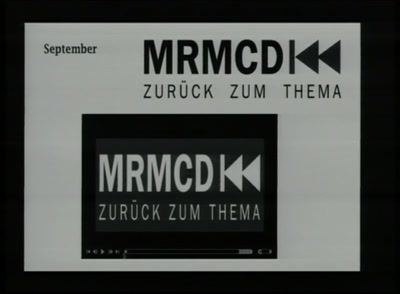 September
MRMCD
ZURÜCK ZUM THEMA
MRMCD
ZURÜCK ZUM THEMA